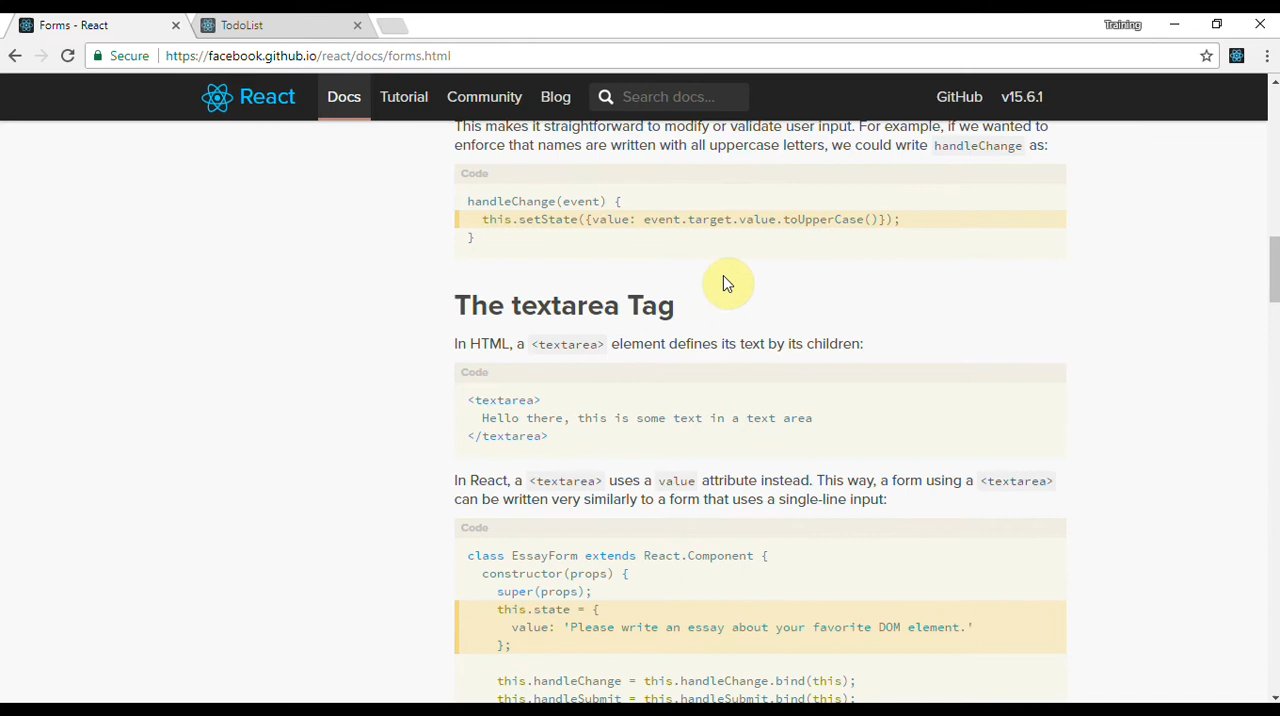 Forms - React
TodoList
Training
Secure
https://facebook.github.io/react/docs/forms.html
React
Docs
Tutorial
Community
Blog
Search docs...
GitHub
v15.6.1
This makes it straightforward to modify or validate user input. For example, if we wanted to
enforce that names are written with all uppercase letters, we could write handleChange as:
Code
handleChange(event) {
this.setState({value: event.target.value.toUpperCase()});
}
The textarea Tag
In HTML, a <textarea> element defines its text by its children:
Code
<textarea>
Hello there, this is some text in a text area
</textarea>
In React, a <textarea> uses a value attribute instead. This way, a form using a <textarea>
can be written very similarly to a form that uses a single-line input:
Code
class EssayForm extends React.Component {
constructor(props) {
super(props);
this.state = {
value: 'Please write an essay about your favorite DOM element.'
};
this.handleChange = this.handleChange.bind(this);
this.handleSubmit = this.handleSubmit.bind(this);